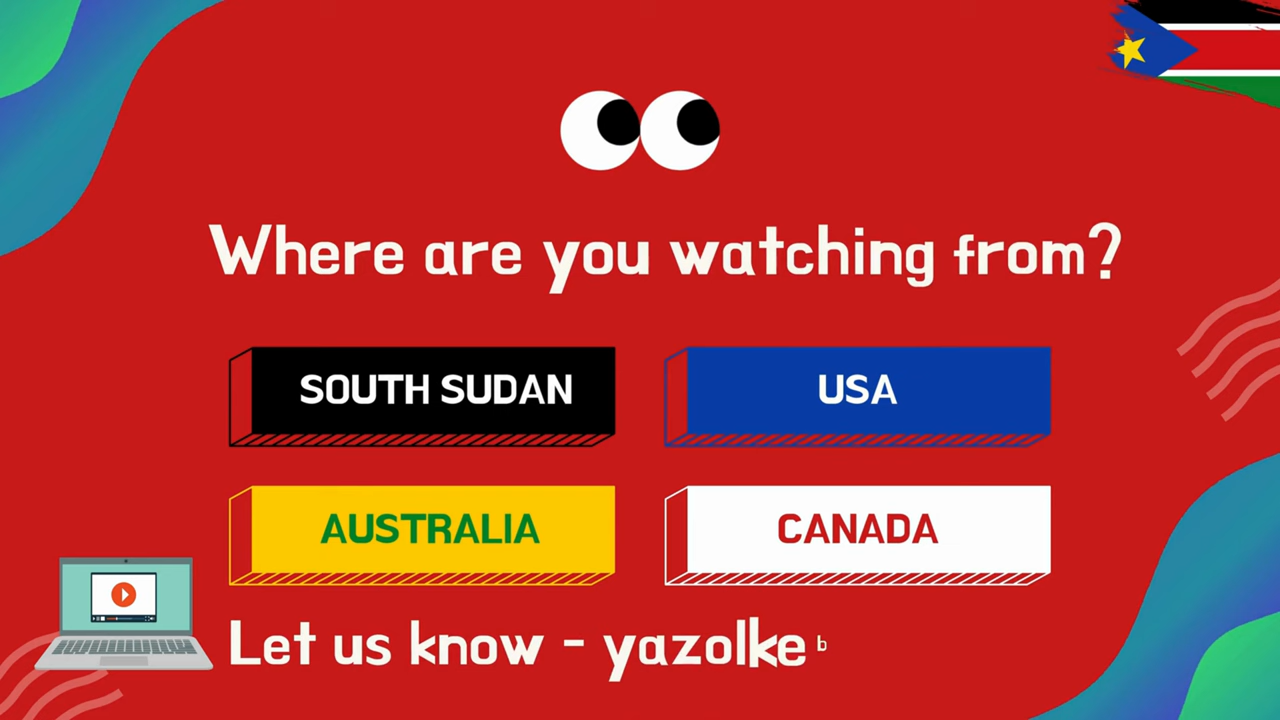 Where are you watching from?
SOUTH SUDAN
USA
AUSTRALIA
CANADA
Let us know - yazolke b